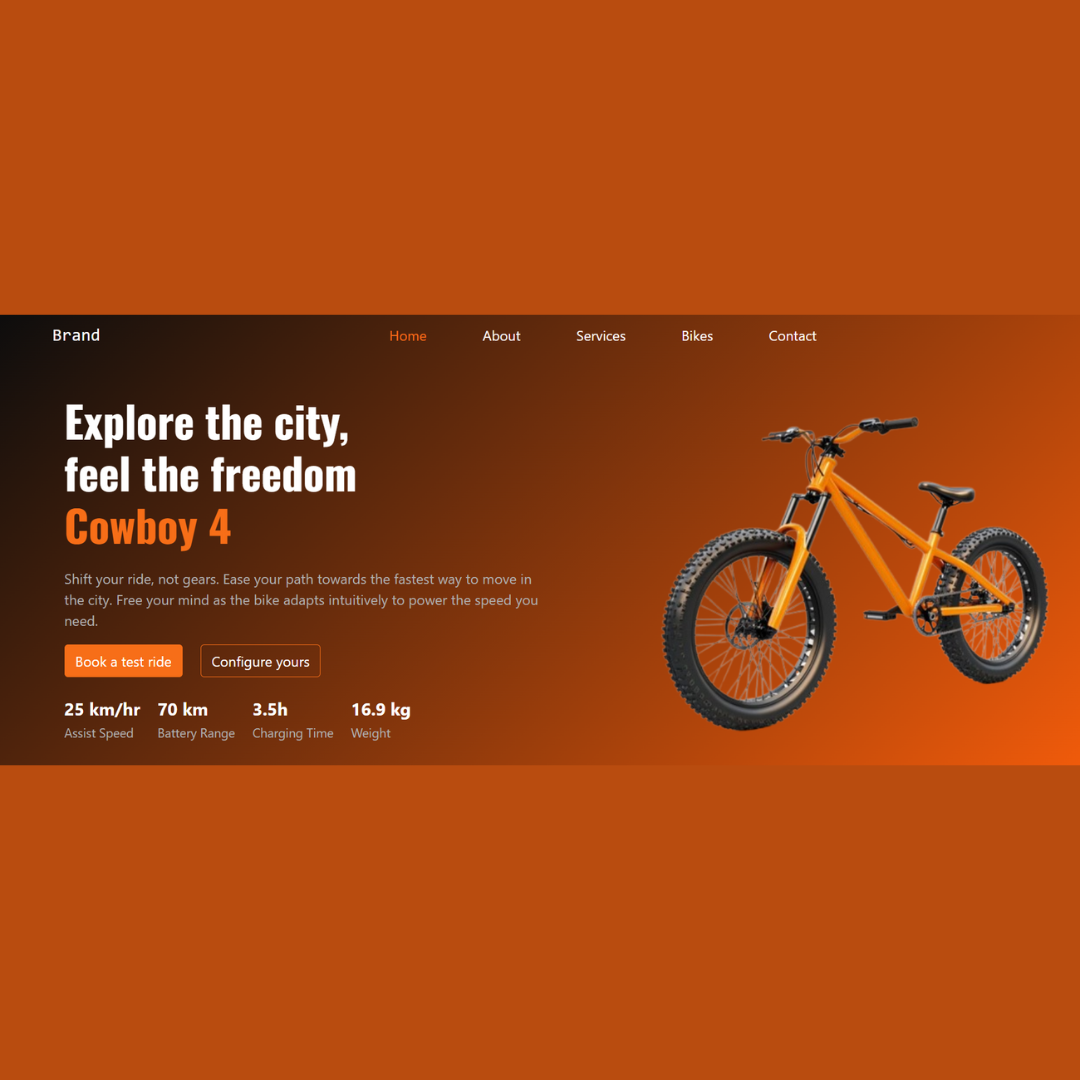 Brand Home About Services Bikes Contact
Explore the city,
feel the freedom
Cowboy 4
Shift your ride, not gears. Ease your path towards the fastest way to move in
the city. Free your mind as the bike adapts intuitively to power the speed you
need.
Book a test ride Configure yours
25 km/hr 70 km 3.5h 16.9 kg
Assist Speed Battery Range Charging Time Weight